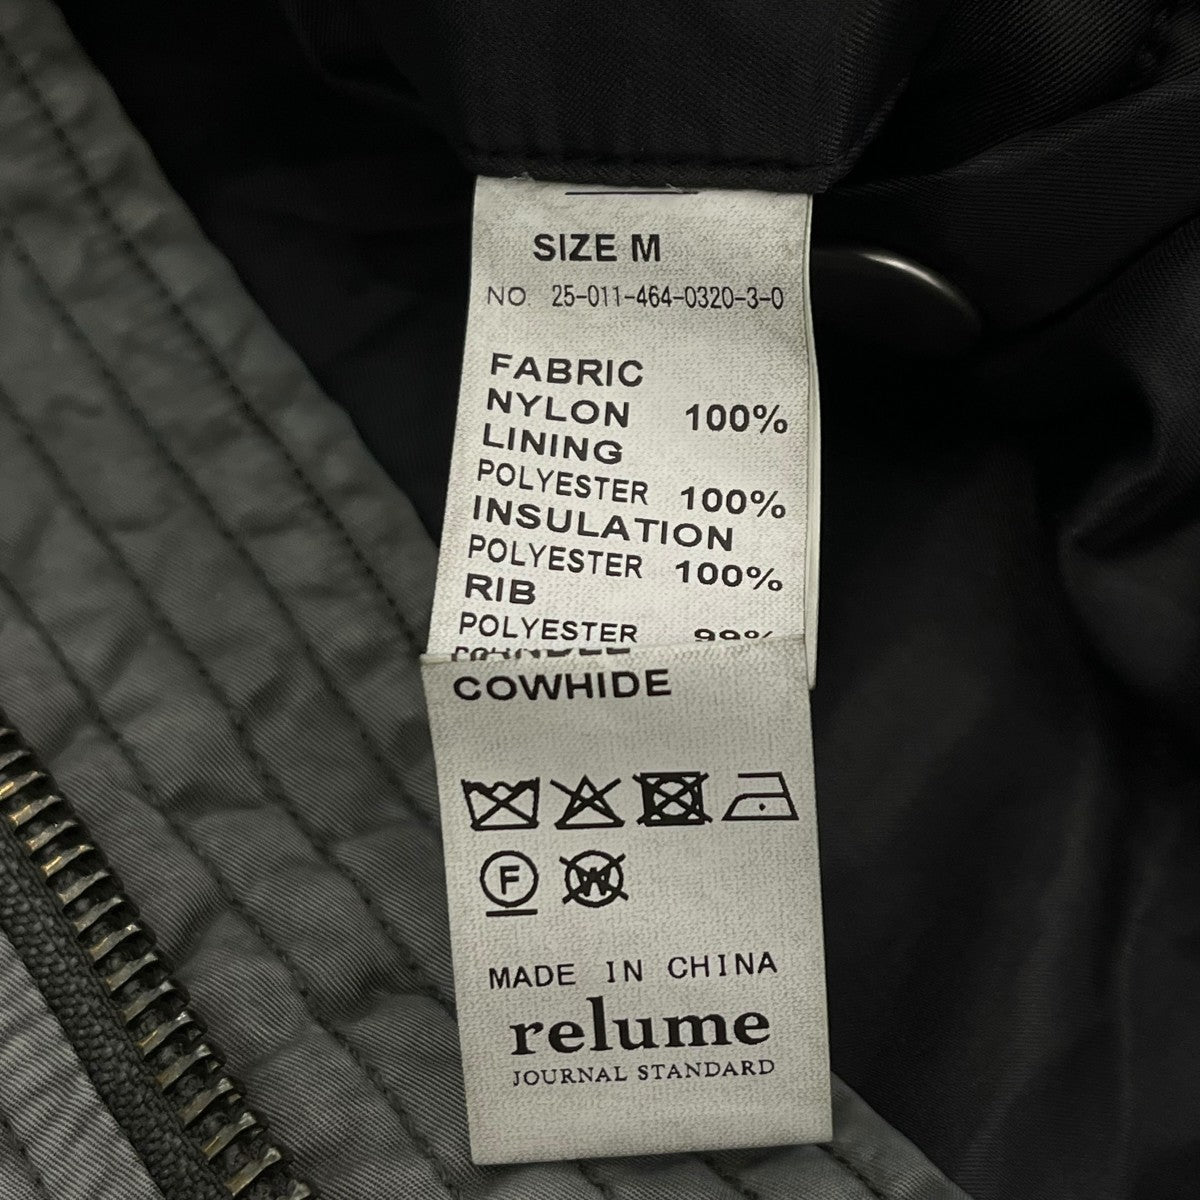 SIZE M
NO. 25-011-464-0320-3-0
FABRIC
NYLON 100%
LINING
POLYESTER 100%
INSULATION
POLYESTER 100%
RIB
POLYESTER 99%
COWHIDE
F
W
MADE IN CHINA
relume
JOURNAL STANDARD